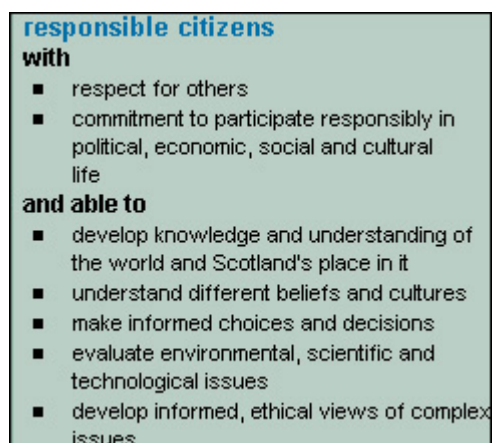 responsible citizens
with
▪ respect for others
▪ commitment to participate responsibly in
political, economic, social and cultural
life
and able to
▪ develop knowledge and understanding of
the world and Scotland's place in it
▪ understand different beliefs and cultures
▪ make informed choices and decisions
▪ evaluate environmental, scientific and
technological issues
▪ develop informed, ethical views of complex
issues